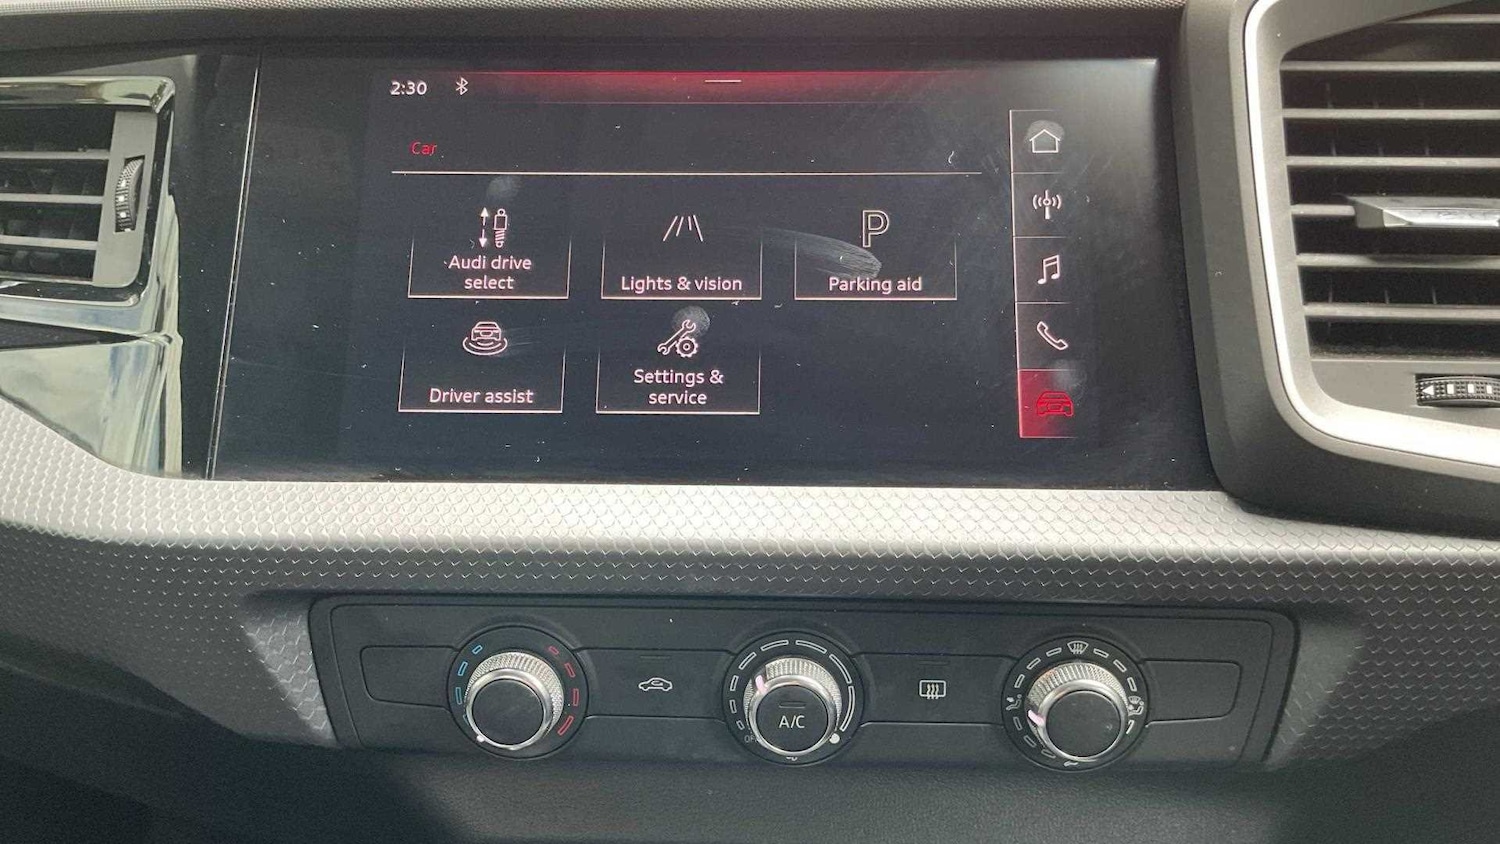 2:30
Car
Audi drive
select
Lights & vision
P
Parking aid
Driver assist
Settings &
service
A/C